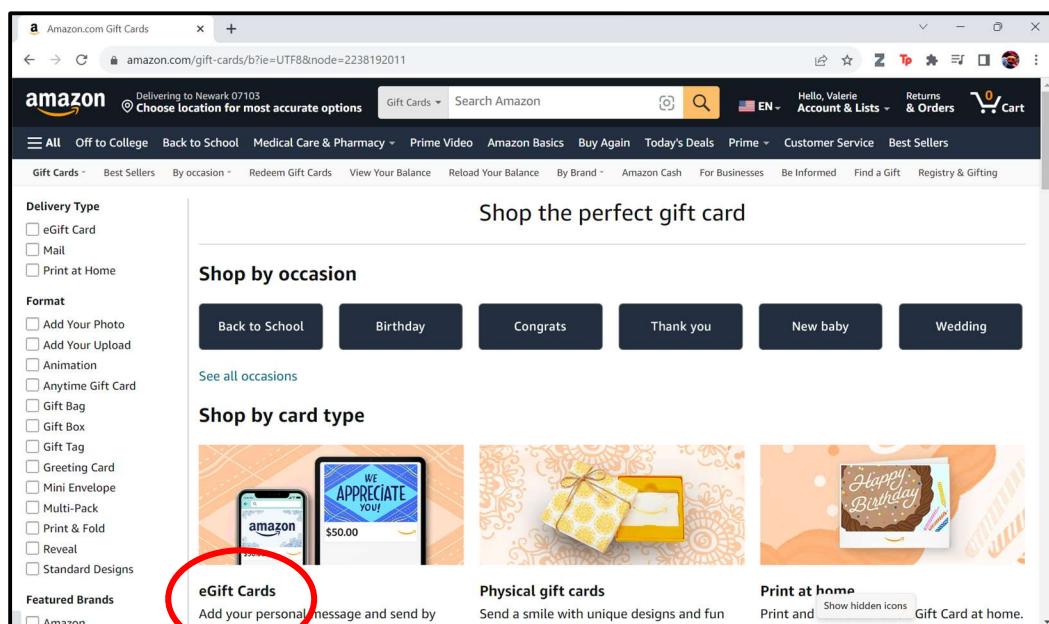 Amazon.com Gift Cards
amazon.com/gift-cards/b?ie=UTF8&node=2238192011
amazon
Delivering to Newark 07103
Choose location for most accurate options
Gift Cards
Search Amazon
EN
Hello, Valerie
Account & Lists
Returns
& Orders
0
Cart
All Off to College Back to School Medical Care & Pharmacy Prime Video Amazon Basics Buy Again Today's Deals Prime Customer Service Best Sellers
Gift Cards Best Sellers By occasion Redeem Gift Cards View Your Balance Reload Your Balance By Brand Amazon Cash For Businesses Be Informed Find a Gift Registry & Gifting
Delivery Type
eGift Card
Mail
Print at Home
Format
Add Your Photo
Add Your Upload
Animation
Anytime Gift Card
Gift Bag
Gift Box
Gift Tag
Greeting Card
Mini Envelope
Multi-Pack
Print & Fold
Reveal
Standard Designs
Featured Brands
Amazon
Shop the perfect gift card
Shop by occasion
Back to School Birthday Congrats Thank you New baby Wedding
See all occasions
Shop by card type
amazon
WE
APPRECIATE
YOU!
$50.00
Happy
Birthday
eGift Cards
Add your personal message and send by
Physical gift cards
Send a smile with unique designs and fun
Print at home
Print and Gift Card at home.
Show hidden icons